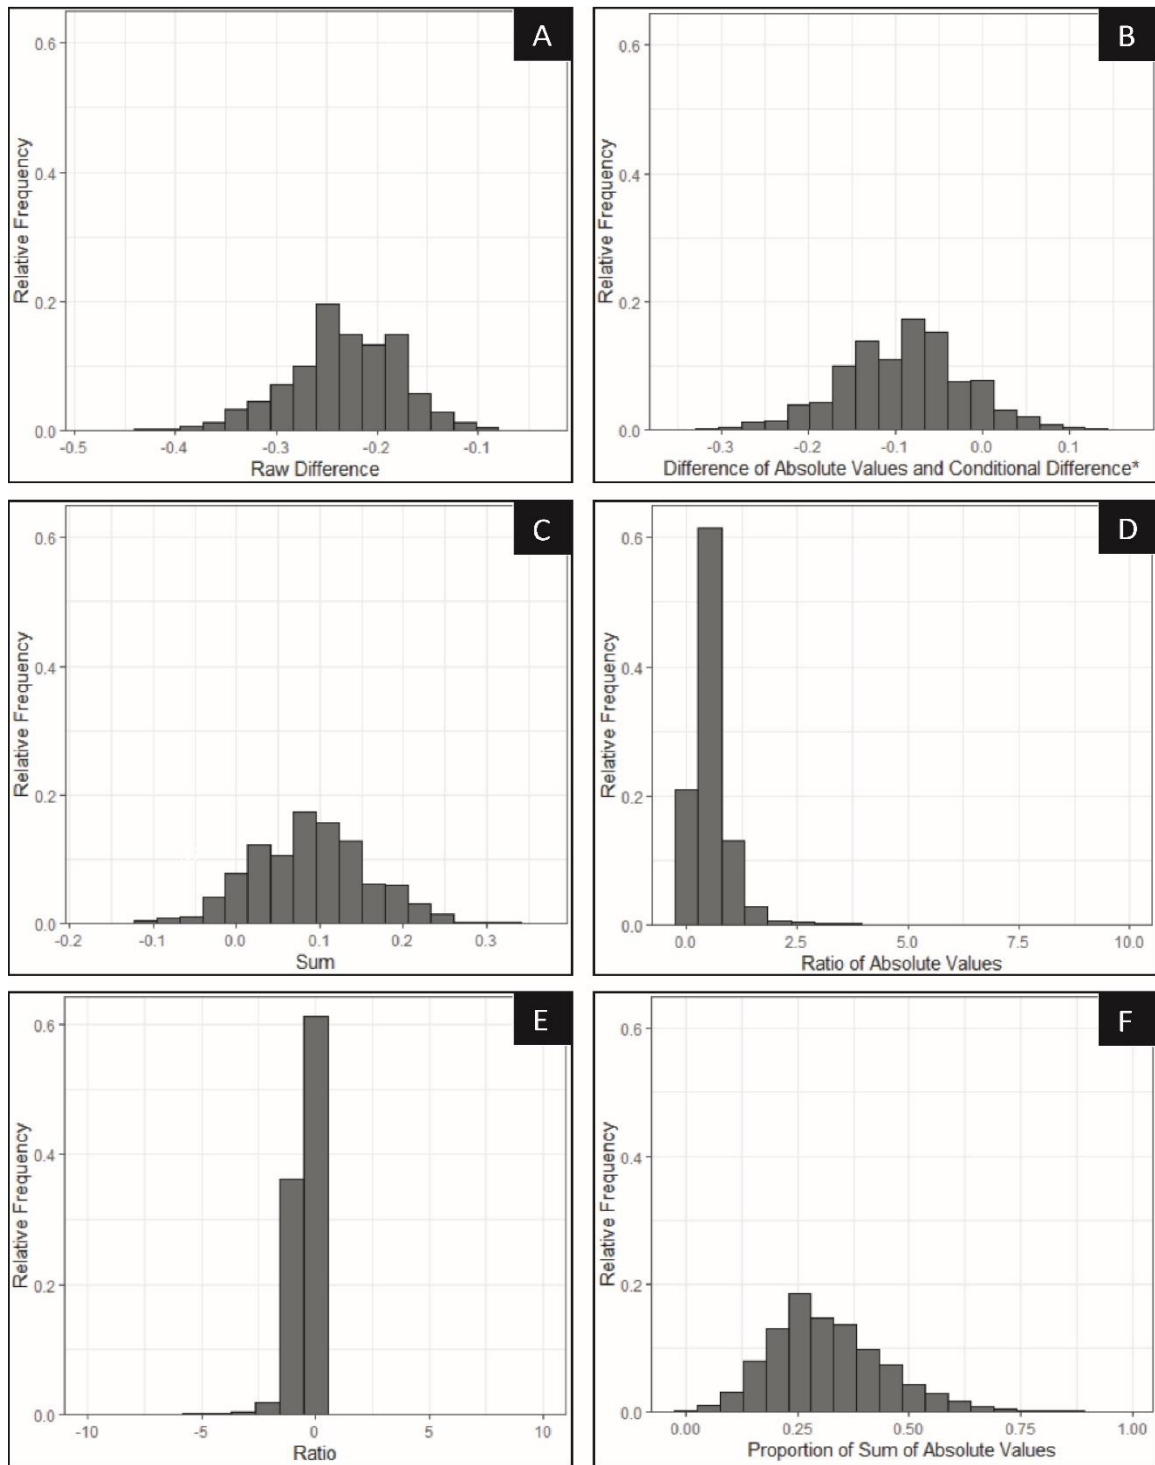 A
0.6
0.4
0.2
0.0
Relative Frequency
-0.5 -0.4 -0.3 -0.2 -0.1
Raw Difference
B
0.6
0.4
0.2
0.0
Relative Frequency
-0.3 -0.2 -0.1 0.0 0.1
Difference of Absolute Values and Conditional Difference*
C
0.6
0.4
0.2
0.0
Relative Frequency
-0.2 -0.1 0.0 0.1 0.2 0.3
Sum
D
0.6
0.4
0.2
0.0
Relative Frequency
0.0 2.5 5.0 7.5 10.0
Ratio of Absolute Values
E
0.6
0.4
0.2
0.0
Relative Frequency
-10 -5 0 5 10
Ratio
F
0.6
0.4
0.2
0.0
Relative Frequency
0.00 0.25 0.50 0.75 1.00
Proportion of Sum of Absolute Values